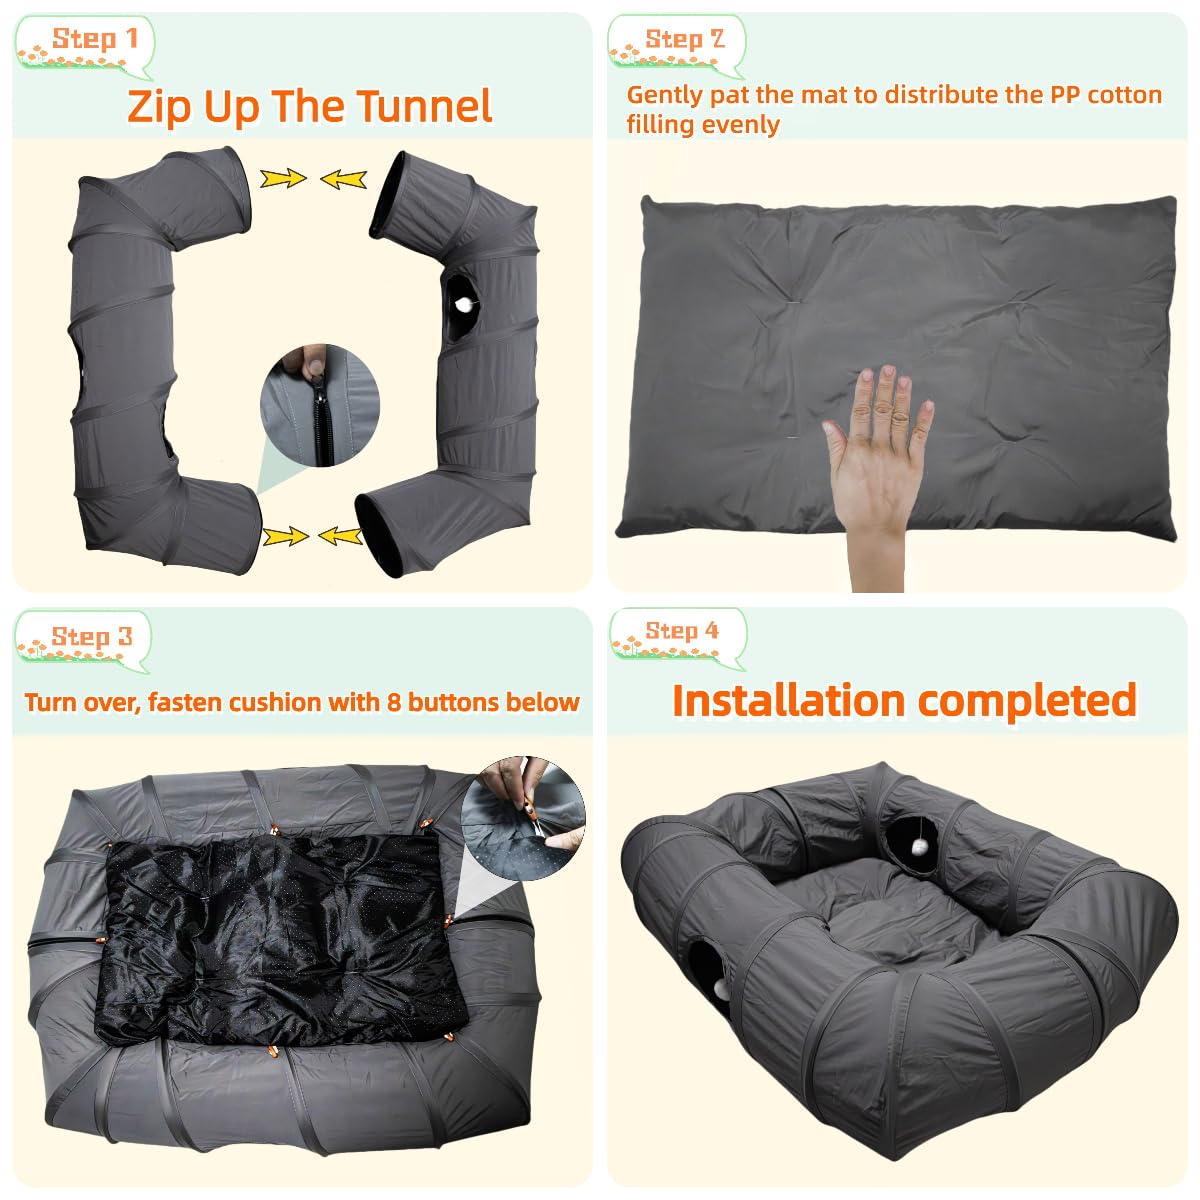 Step 1
Zip Up The Tunnel
Step 2
Gently pat the mat to distribute the PP cotton
filling evenly
Step 3
Turn over, fasten cushion with 8 buttons below
Step 4
Installation completed